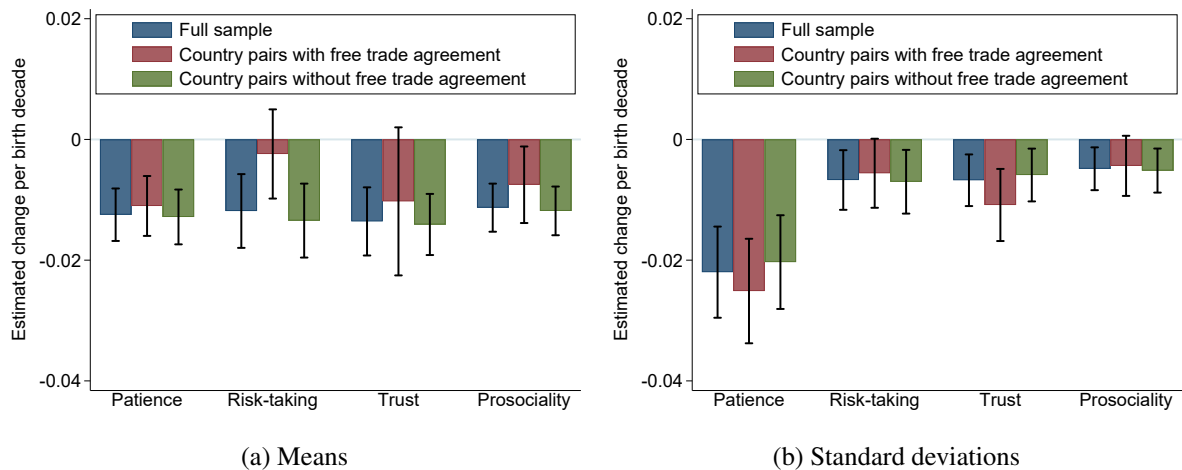 Estimated change per birth decade
0.02
0
-0.02
-0.04
Full sample
Country pairs with free trade agreement
Country pairs without free trade agreement
Patience Risk-taking Trust Prosociality
(a) Means
Estimated change per birth decade
0.02
0
-0.02
-0.04
Full sample
Country pairs with free trade agreement
Country pairs without free trade agreement
Patience Risk-taking Trust Prosociality
(b) Standard deviations